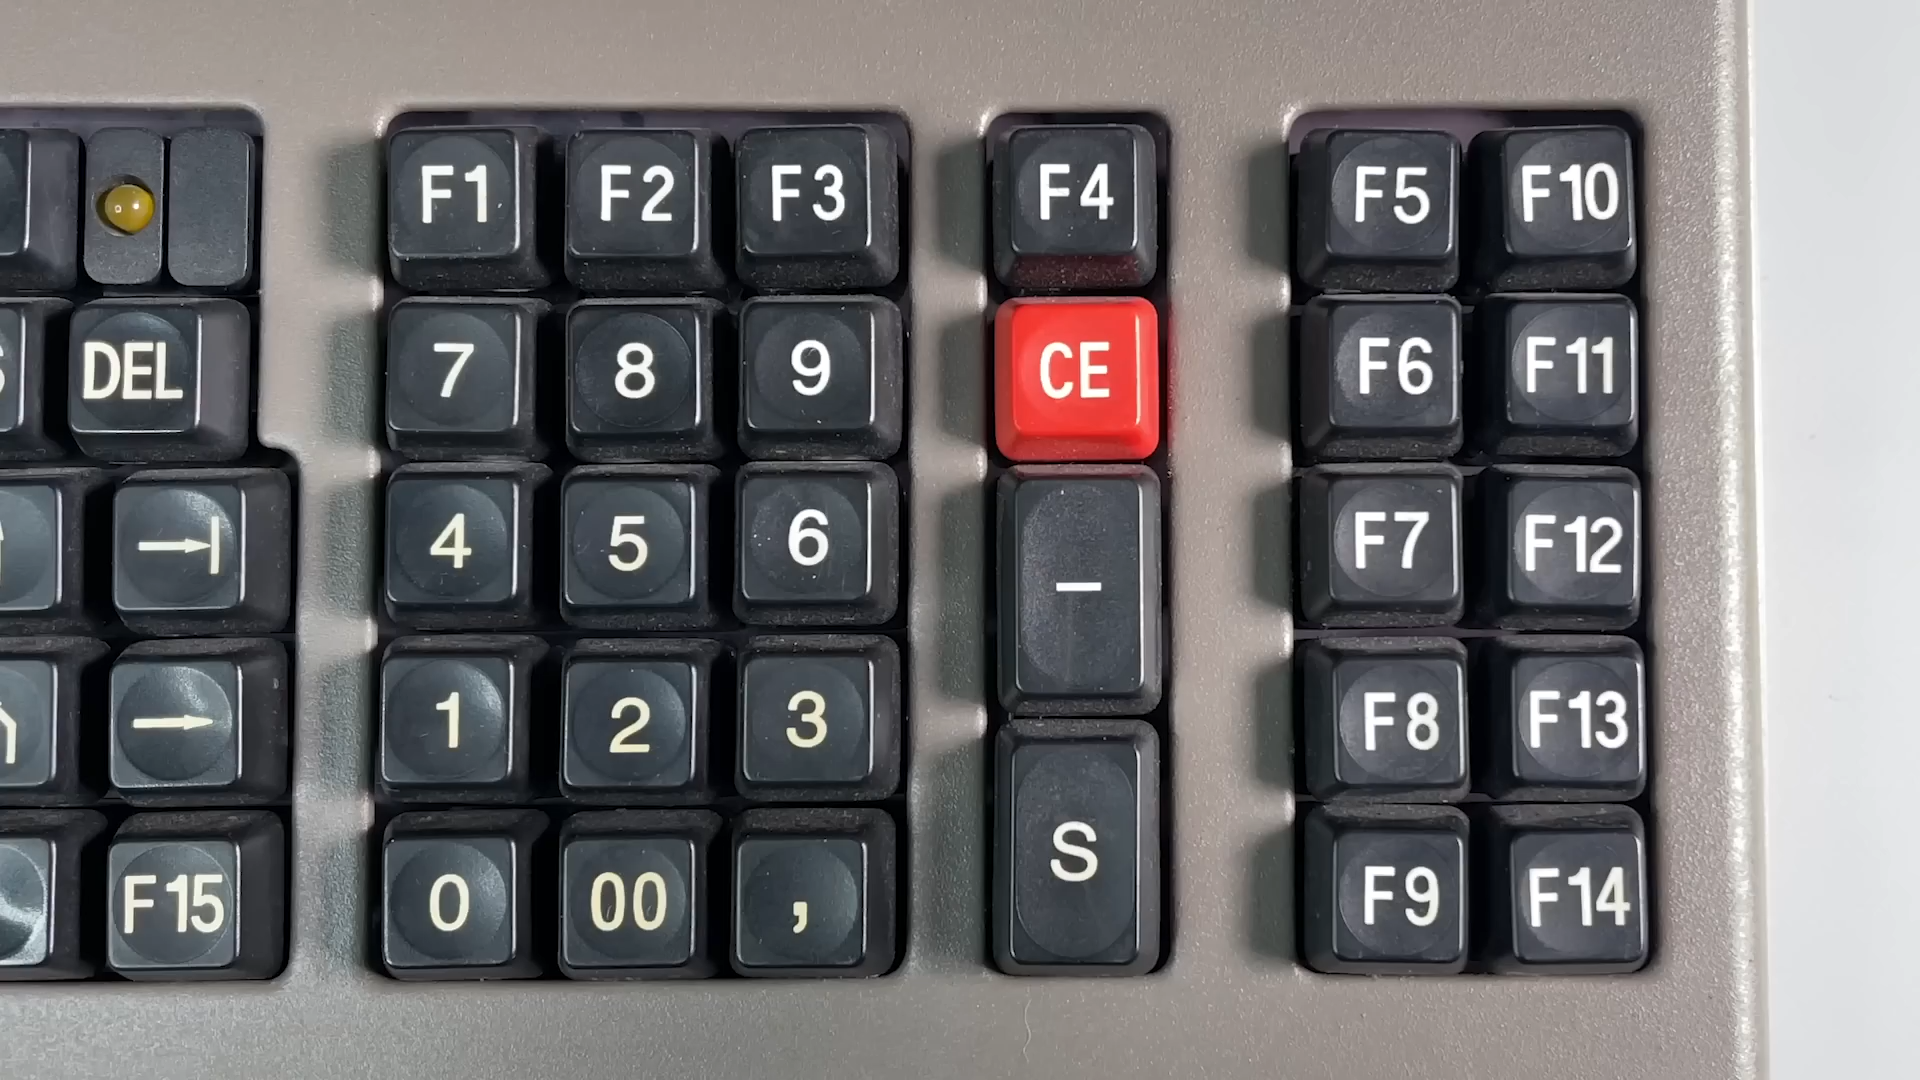 F1 F2 F3 F4 F5 F10
DEL 7 8 9 CE F6 F11
→| 4 5 6 – F7 F12
→ 1 2 3 F8 F13
F15 0 00 , S F9 F14